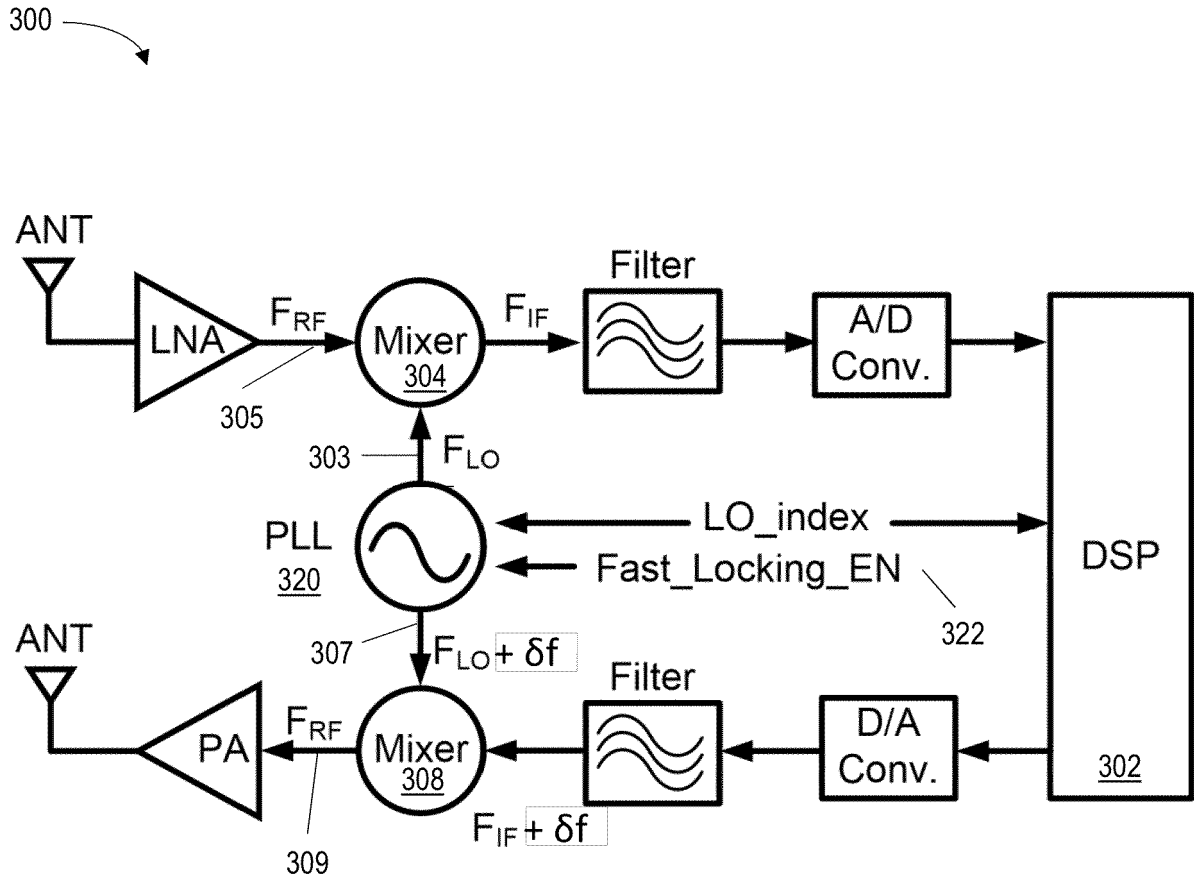 300
ANT
LNA
F_RF
305
Mixer
304
F_IF
Filter
A/D
Conv.
303
F_LO
PLL
320
LO_index
Fast_Locking_EN
322
DSP
302
307
F_LO + δf
ANT
PA
F_RF
309
Mixer
308
F_IF + δf
Filter
D/A
Conv.